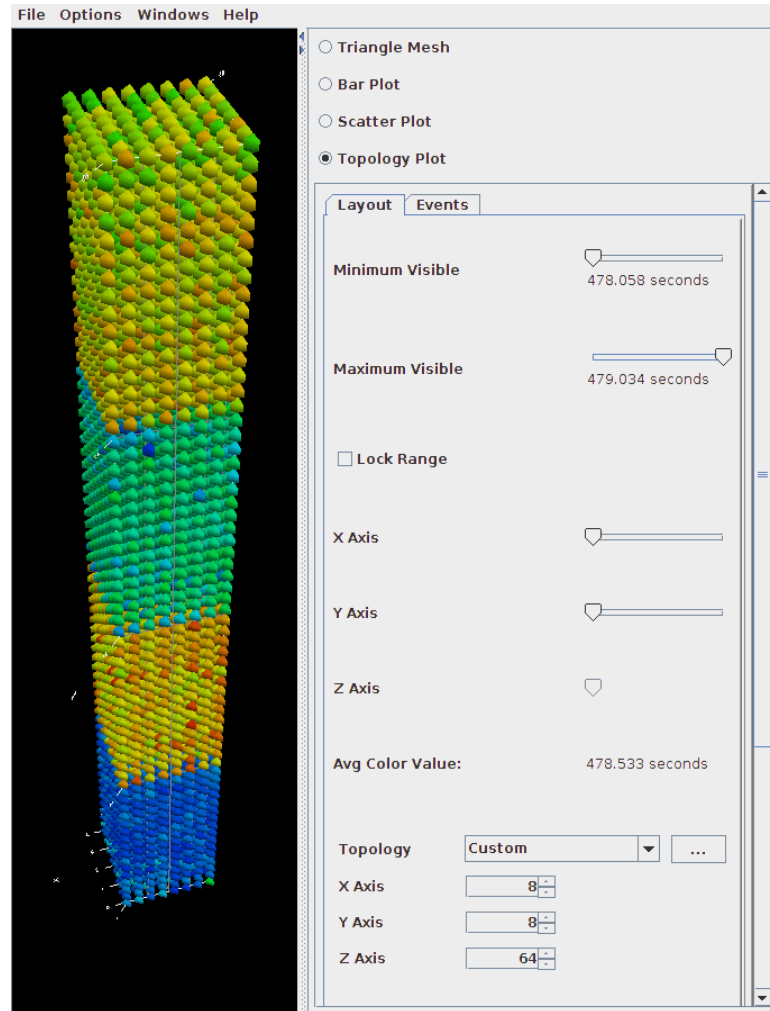 File Options Windows Help
Triangle Mesh
Bar Plot
Scatter Plot
Topology Plot
Layout Events
Minimum Visible
478.058 seconds
Maximum Visible
479.034 seconds
Lock Range
X Axis
Y Axis
Z Axis
Avg Color Value: 478.533 seconds
Topology Custom ...
X Axis 8
Y Axis 8
Z Axis 64